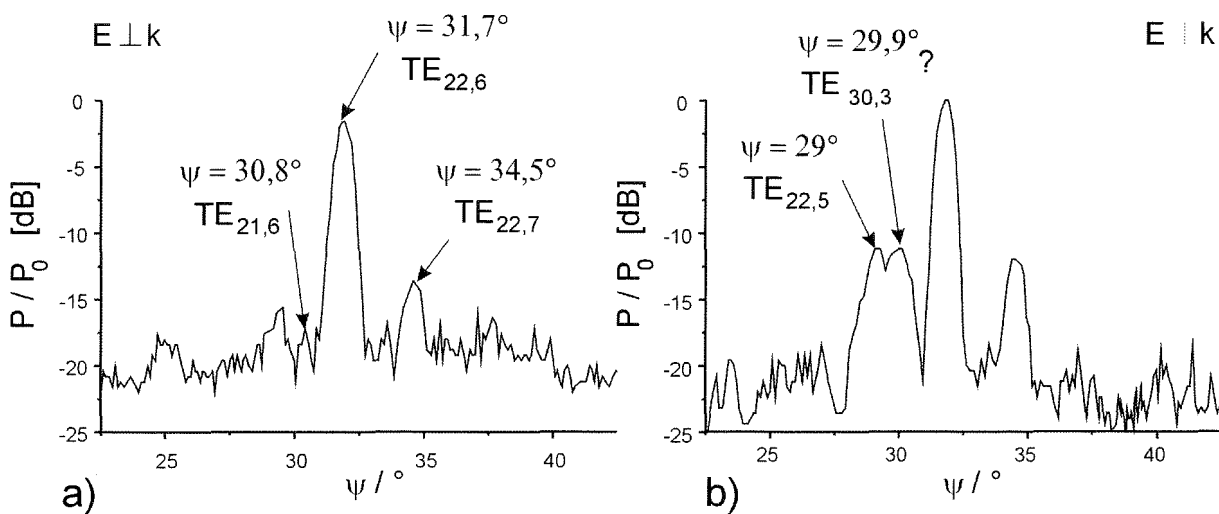 E ⊥ k
ψ = 31,7°
TE22,6
ψ = 30,8°
TE21,6
ψ = 34,5°
TE22,7
P / P0 [dB]
0
-5
-10
-15
-20
-25
25
30
35
40
ψ / °
a)
E | k
ψ = 29,9°
?
TE30,3
ψ = 29°
TE22,5
P / P0 [dB]
0
-5
-10
-15
-20
-25
25
30
35
40
ψ / °
b)